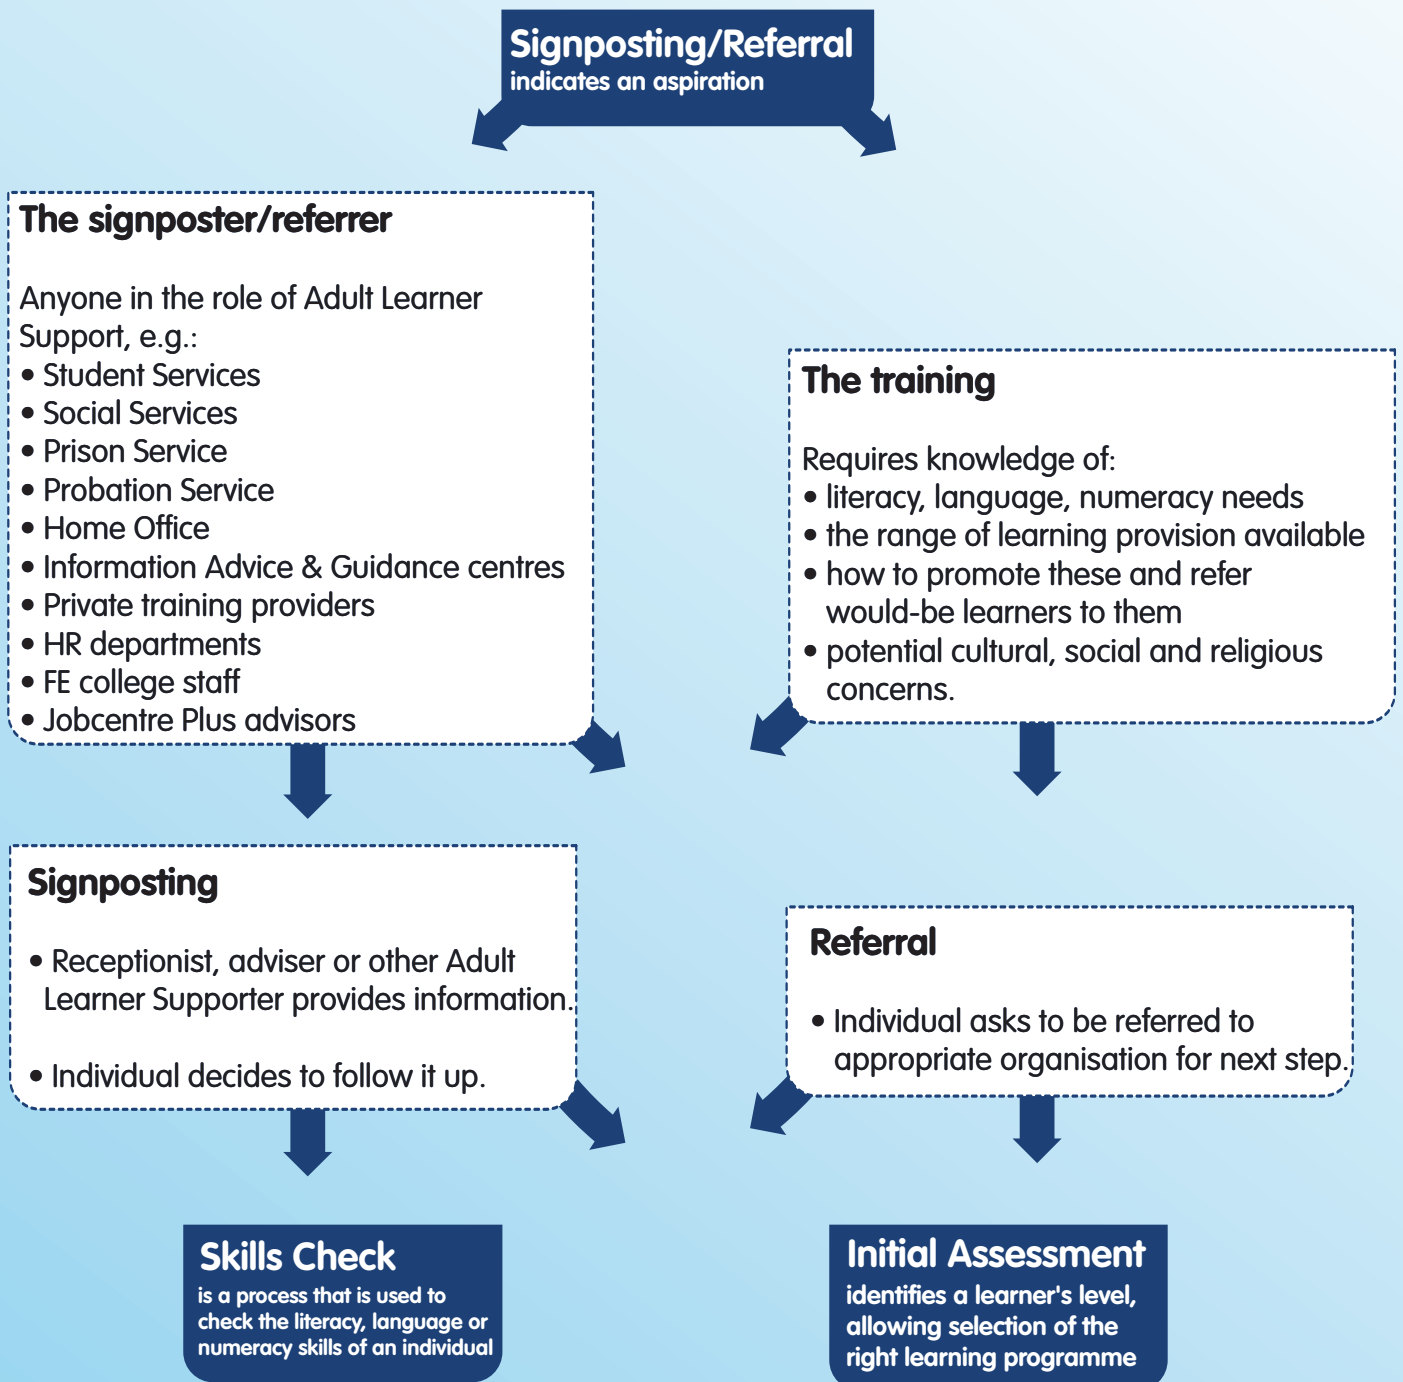 Signposting/Referral
indicates an aspiration
The signposter/referrer
Anyone in the role of Adult Learner
Support, e.g.:
• Student Services
• Social Services
• Prison Service
• Probation Service
• Home Office
• Information Advice & Guidance centres
• Private training providers
• HR departments
• FE college staff
• Jobcentre Plus advisors
The training
Requires knowledge of:
• literacy, language, numeracy needs
• the range of learning provision available
• how to promote these and refer
would-be learners to them
• potential cultural, social and religious
concerns.
Signposting
• Receptionist, adviser or other Adult
Learner Supporter provides information.
• Individual decides to follow it up.
Referral
• Individual asks to be referred to
appropriate organisation for next step.
Skills Check
is a process that is used to
check the literacy, language or
numeracy skills of an individual
Initial Assessment
identifies a learner's level,
allowing selection of the
right learning programme